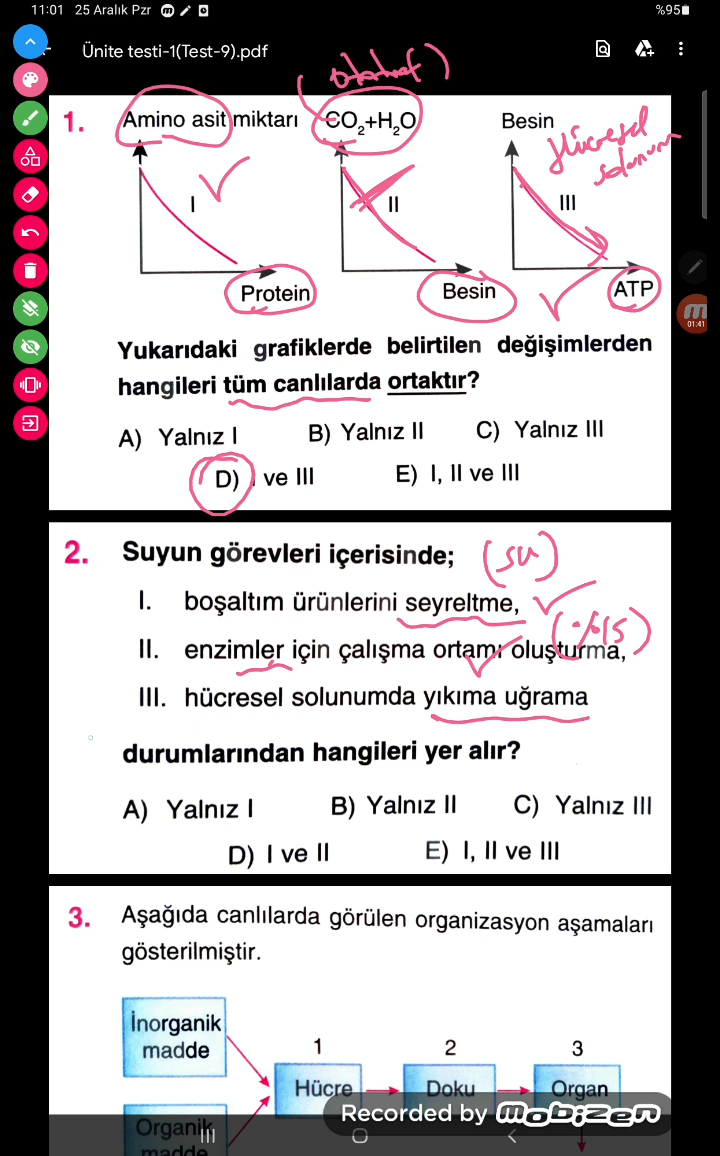 11:01 25 Aralık Pzr %95
Ünite testi-1(Test-9).pdf
(ototrof)
1. Amino asit miktarı CO2+H2O Besin
Hücresel
solunum
I II III
Protein Besin ATP
01:41
Yukarıdaki grafiklerde belirtilen değişimlerden
hangileri tüm canlılarda ortaktır?
A) Yalnız I B) Yalnız II C) Yalnız III
D) I ve III E) I, II ve III
2. Suyun görevleri içerisinde; (su)
I. boşaltım ürünlerini seyreltme,
(%15)
II. enzimler için çalışma ortamı oluşturma,
III. hücresel solunumda yıkıma uğrama
durumlarından hangileri yer alır?
A) Yalnız I B) Yalnız II C) Yalnız III
D) I ve II E) I, II ve III
3. Aşağıda canlılarda görülen organizasyon aşamaları
gösterilmiştir.
İnorganik
madde
1 2 3
Hücre Doku Organ
Recorded by mobizen
Organik
madde